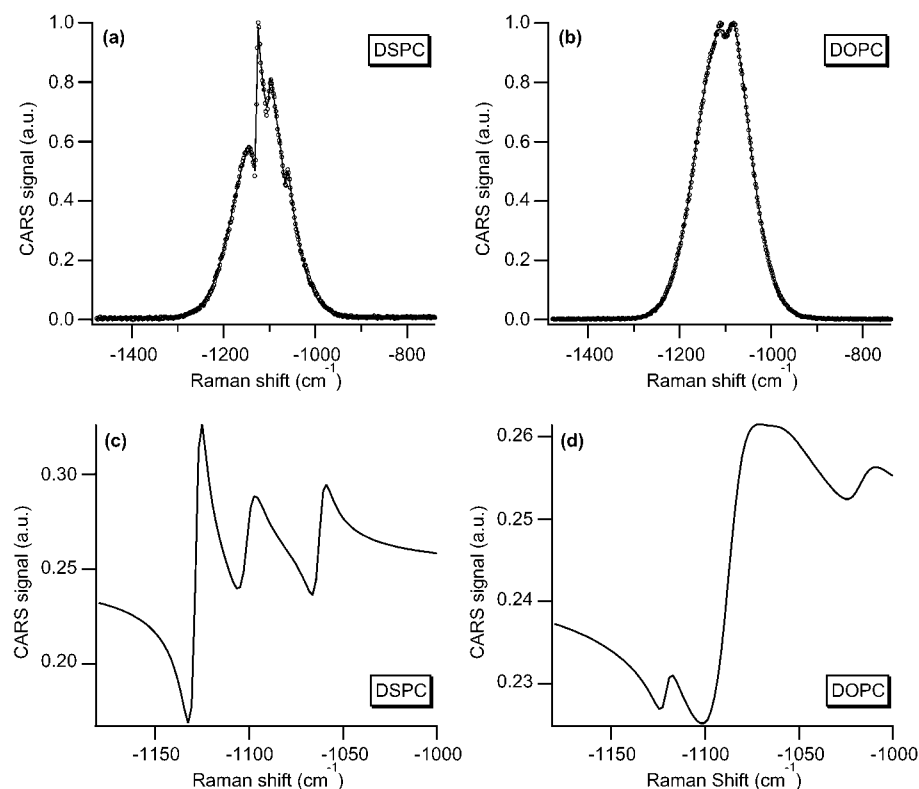 (a)
DSPC
1.0
0.8
0.6
0.4
0.2
0.0
CARS signal (a.u.)
-1400 -1200 -1000 -800
Raman shift (cm-1)
(b)
DOPC
1.0
0.8
0.6
0.4
0.2
0.0
CARS signal (a.u.)
-1400 -1200 -1000 -800
Raman shift (cm-1)
(c)
DSPC
0.30
0.25
0.20
CARS signal (a.u.)
-1150 -1100 -1050 -1000
Raman shift (cm-1)
(d)
DOPC
0.26
0.25
0.24
0.23
CARS signal (a.u.)
-1150 -1100 -1050 -1000
Raman Shift (cm-1)